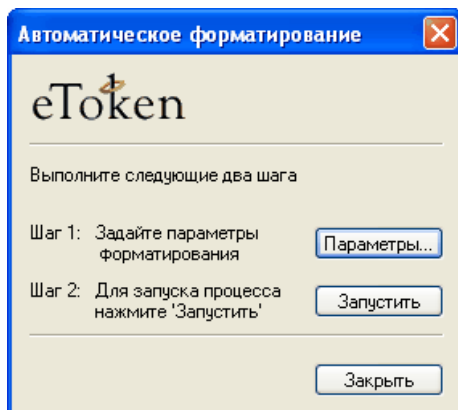 Автоматическое форматирование
eToken
Выполните следующие два шага
Шаг 1: Задайте параметры
форматирования
Параметры...
Шаг 2: Для запуска процесса
нажмите 'Запустить'
Запустить
Закрыть